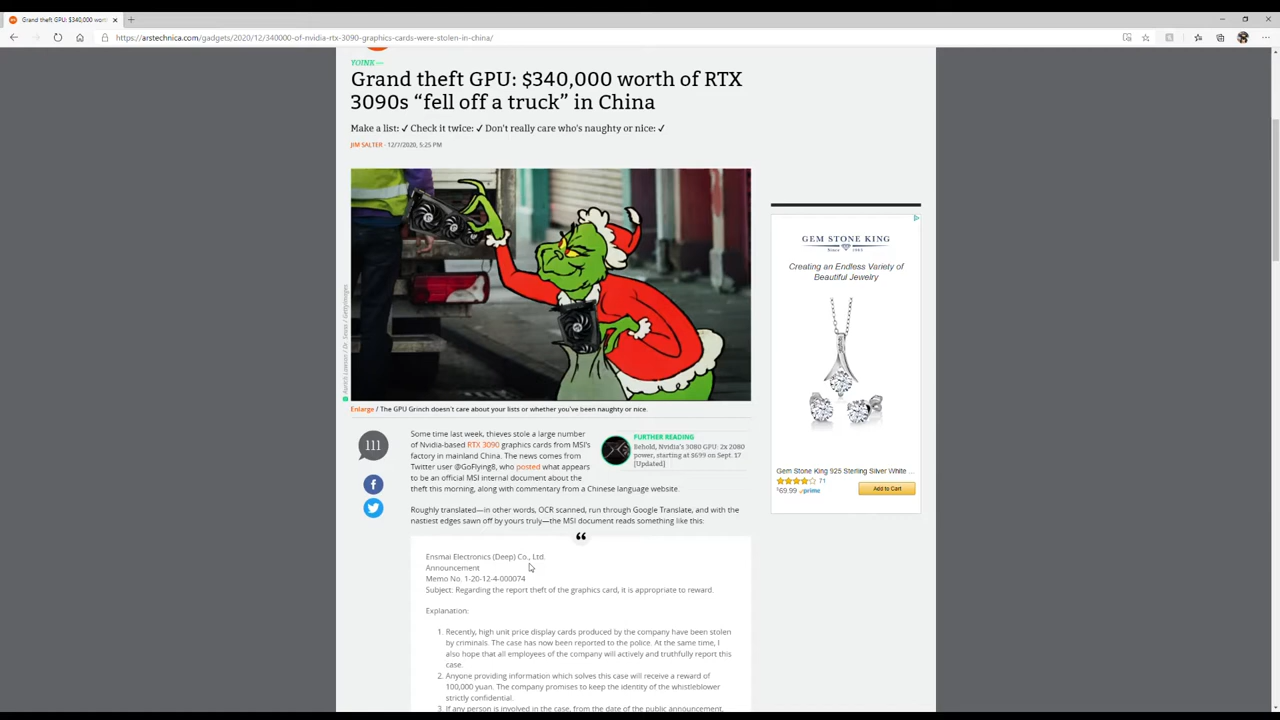 Grand theft GPU: $340,000 wort
https://arstechnica.com/gadgets/2020/12/340000-of-nvidia-rtx-3090-graphics-cards-were-stolen-in-china/
YOINK —
Grand theft GPU: $340,000 worth of RTX
3090s “fell off a truck” in China
Make a list: ✓ Check it twice: ✓ Don't really care who's naughty or nice: ✓
JIM SALTER - 12/7/2020, 5:25 PM
Aurich Lawson / Dr. Seuss / GettyImages
Enlarge / The GPU Grinch doesn't care about your lists or whether you've been naughty or nice.
111
Some time last week, thieves stole a large number
of Nvidia-based RTX 3090 graphics cards from MSI's
factory in mainland China. The news comes from
Twitter user @GoFlying8, who posted what appears
to be an official MSI internal document about the
theft this morning, along with commentary from a Chinese language website.
FURTHER READING
Behold, Nvidia's 3080 GPU: 2x 2080
power, starting at $699 on Sept. 17
[Updated]
Roughly translated—in other words, OCR scanned, run through Google Translate, and with the
nastiest edges sawn off by yours truly—the MSI document reads something like this:
“
Ensmai Electronics (Deep) Co., Ltd.
Announcement
Memo No. 1-20-12-4-000074
Subject: Regarding the report theft of the graphics card, it is appropriate to reward.
Explanation:
1. Recently, high unit price display cards produced by the company have been stolen
by criminals. The case has now been reported to the police. At the same time, I
also hope that all employees of the company will actively and truthfully report this
case.
2. Anyone providing information which solves this case will receive a reward of
100,000 yuan. The company promises to keep the identity of the whistleblower
strictly confidential.
3. If any person is involved in the case, from the date of the public announcement,
GEM STONE KING
Since 1993
Creating an Endless Variety of
Beautiful Jewelry
Gem Stone King 925 Sterling Silver White ...
71
$69.99 prime
Add to Cart